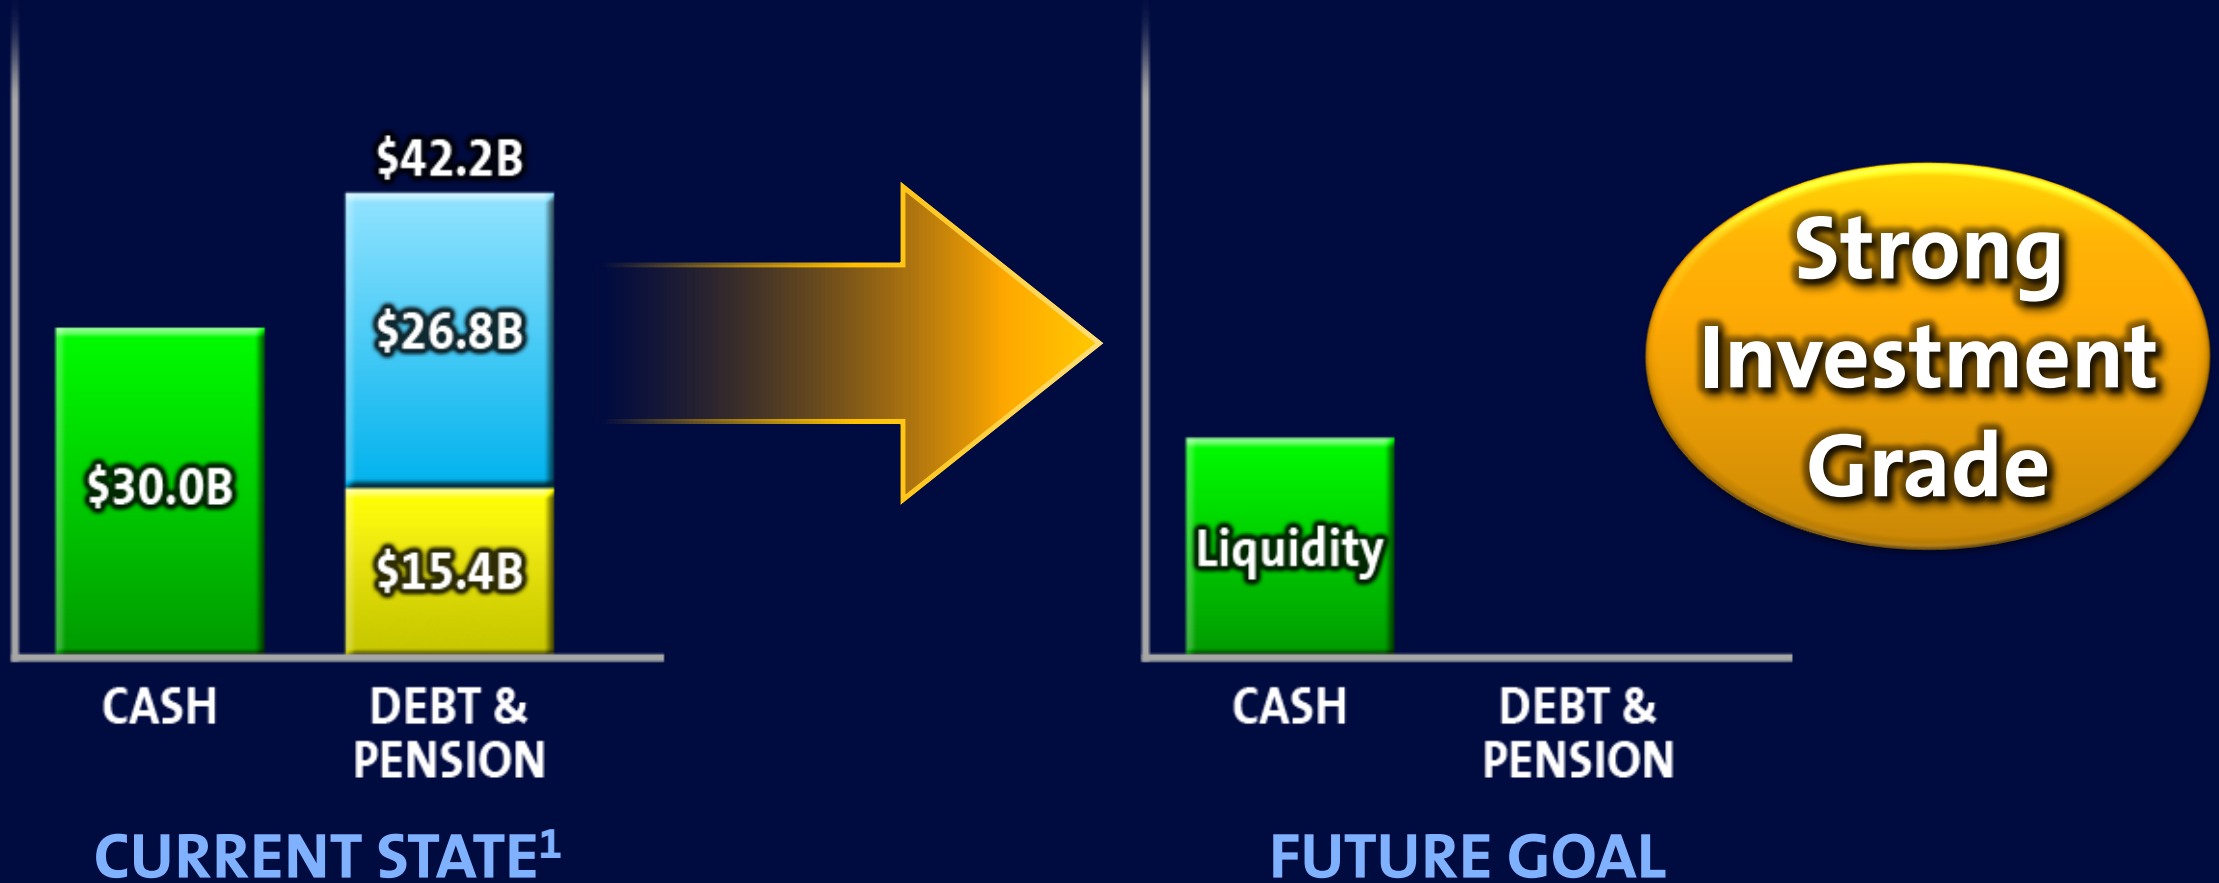 $42.2B
$26.8B
$30.0B
$15.4B
CASH
DEBT &
PENSION
CURRENT STATE¹
Liquidity
CASH
DEBT &
PENSION
FUTURE GOAL
Strong
Investment
Grade